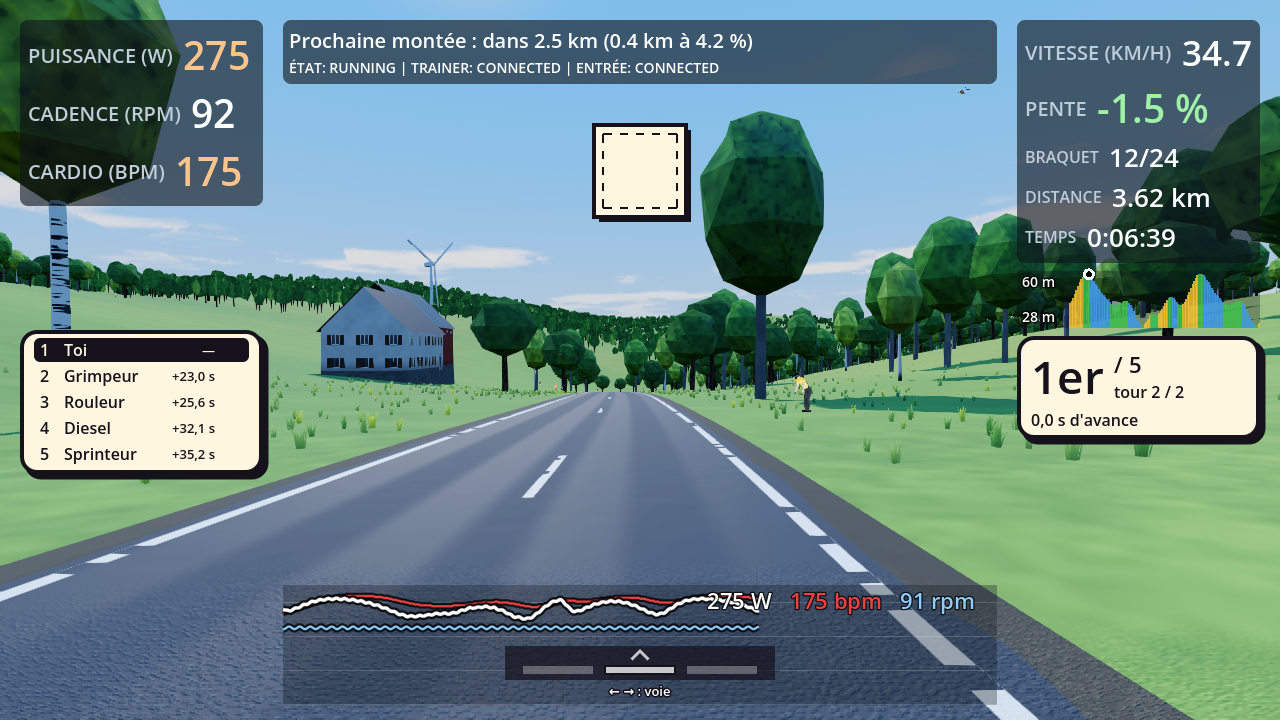 PUISSANCE (W) 275
CADENCE (RPM) 92
CARDIO (BPM) 175
Prochaine montée : dans 2.5 km (0.4 km à 4.2 %)
ÉTAT: RUNNING | TRAINER: CONNECTED | ENTRÉE: CONNECTED
VITESSE (KM/H) 34.7
PENTE -1.5 %
BRAQUET 12/24
DISTANCE 3.62 km
TEMPS 0:06:39
60 m
28 m
1 Toi —
2 Grimpeur +23,0 s
3 Rouleur +25,6 s
4 Diesel +32,1 s
5 Sprinteur +35,2 s
1er / 5
tour 2 / 2
0,0 s d'avance
275 W 175 bpm 91 rpm
← → : voie